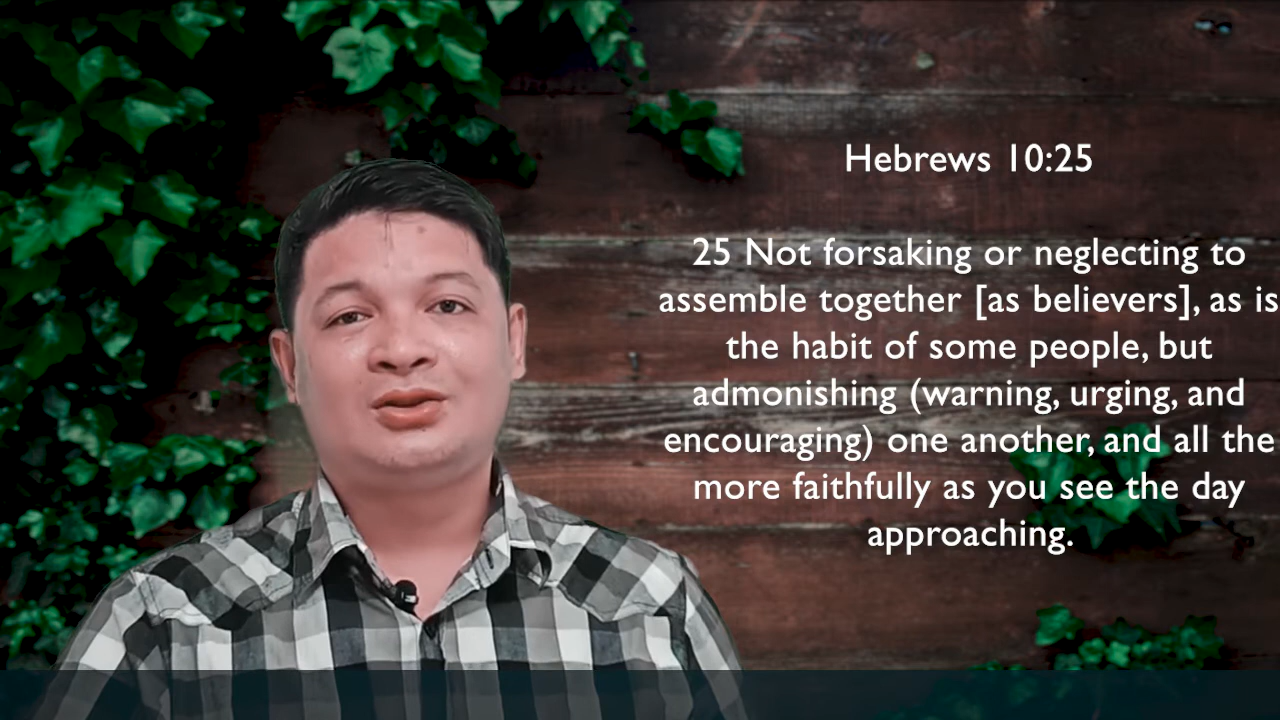 Hebrews 10:25
25 Not forsaking or neglecting to
assemble together [as believers], as is
the habit of some people, but
admonishing (warning, urging, and
encouraging) one another, and all the
more faithfully as you see the day
approaching.